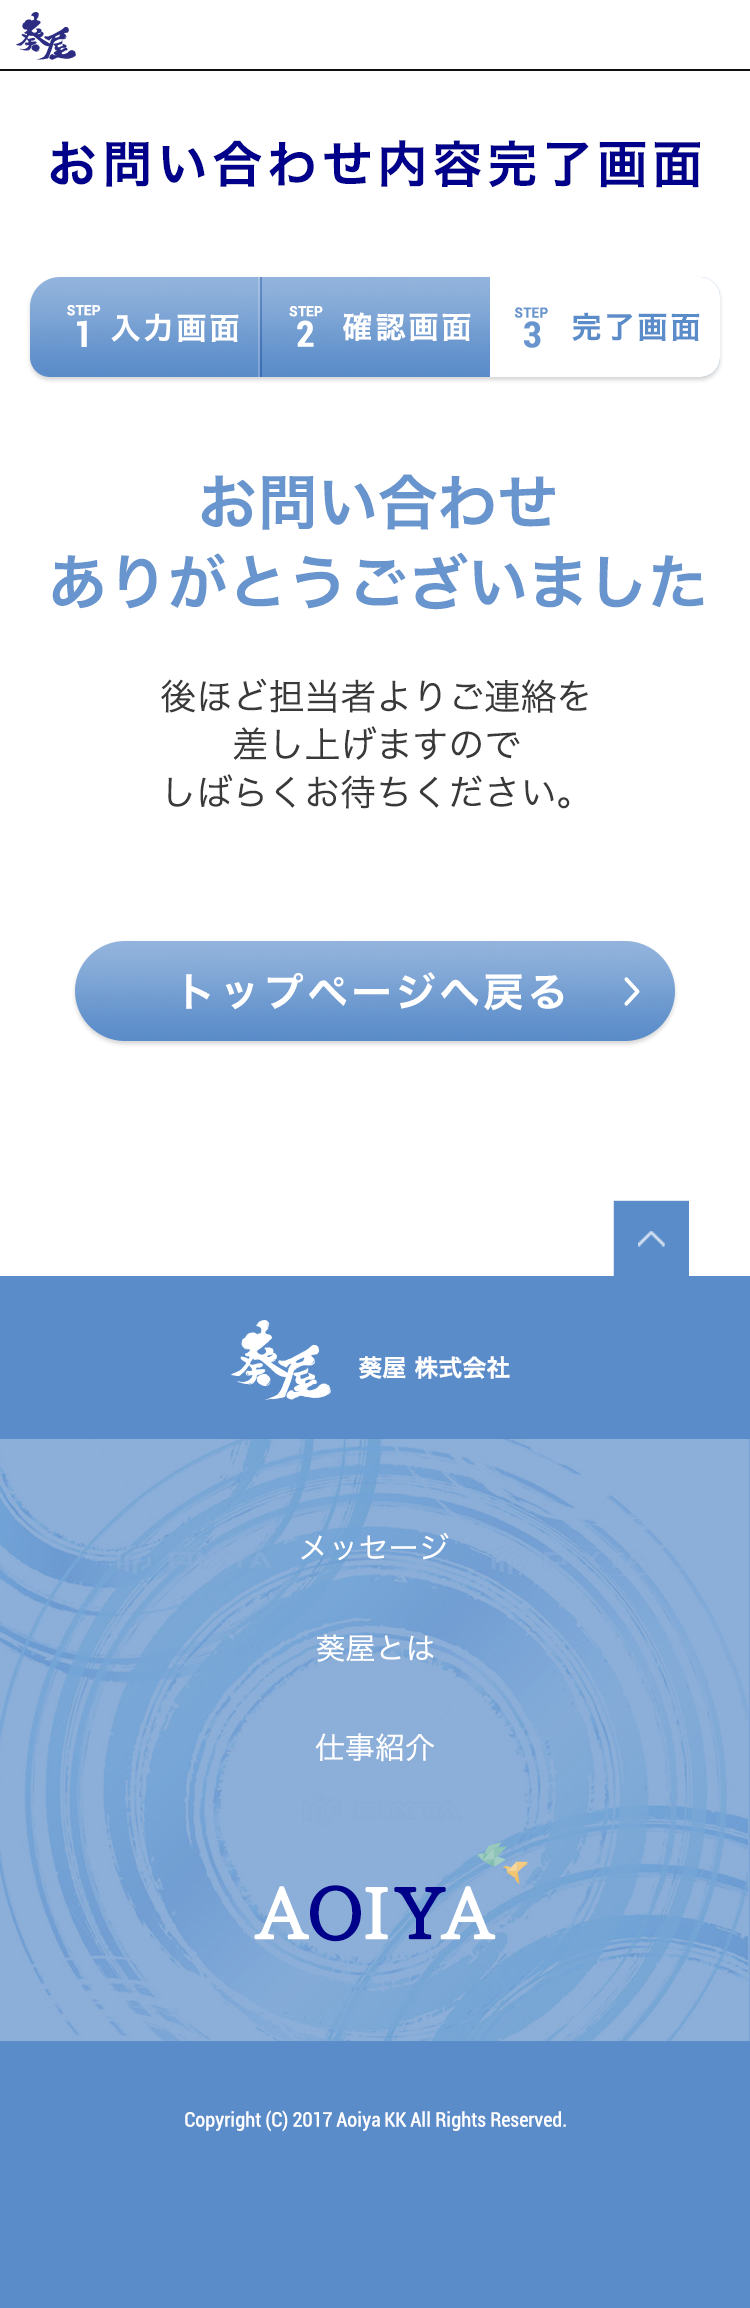 葵屋
お問い合わせ内容完了画面
STEP
1 入力画面
STEP
2 確認画面
STEP
3 完了画面
お問い合わせ
ありがとうございました
後ほど担当者よりご連絡を
差し上げますので
しばらくお待ちください。
トップページへ戻る
葵屋 葵屋 株式会社
メッセージ
葵屋とは
仕事紹介
AOIYA
Copyright (C) 2017 Aoiya KK All Rights Reserved.